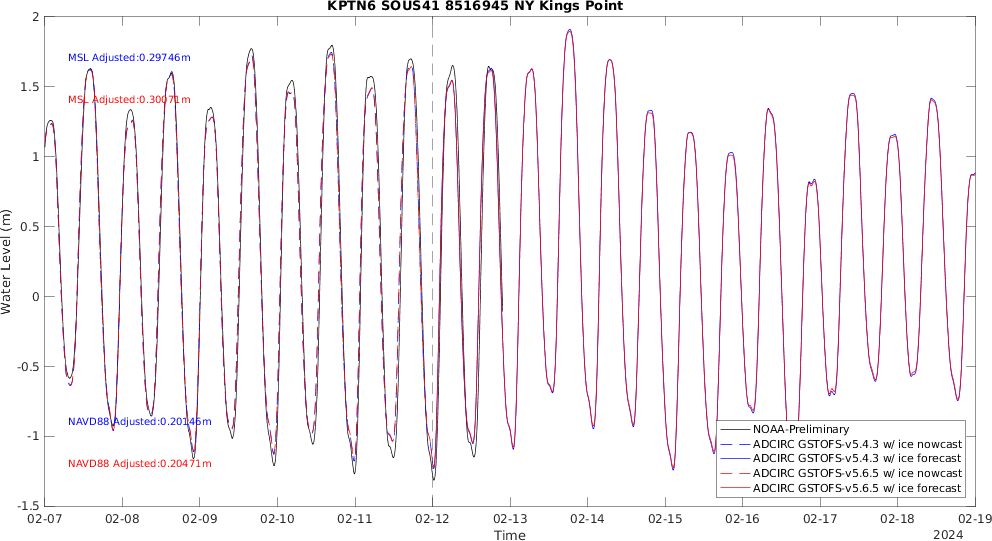 KPTN6 SOUS41 8516945 NY Kings Point
2
1.5
1
0.5
0
-0.5
-1
-1.5
Water Level (m)
MSL Adjusted:0.29746m
MSL Adjusted:0.30071m
NAVD88 Adjusted:0.20146m
NAVD88 Adjusted:0.20471m
NOAA-Preliminary
ADCIRC GSTOFS-v5.4.3 w/ ice nowcast
ADCIRC GSTOFS-v5.4.3 w/ ice forecast
ADCIRC GSTOFS-v5.6.5 w/ ice nowcast
ADCIRC GSTOFS-v5.6.5 w/ ice forecast
02-07 02-08 02-09 02-10 02-11 02-12 02-13 02-14 02-15 02-16 02-17 02-18 02-19
Time
2024